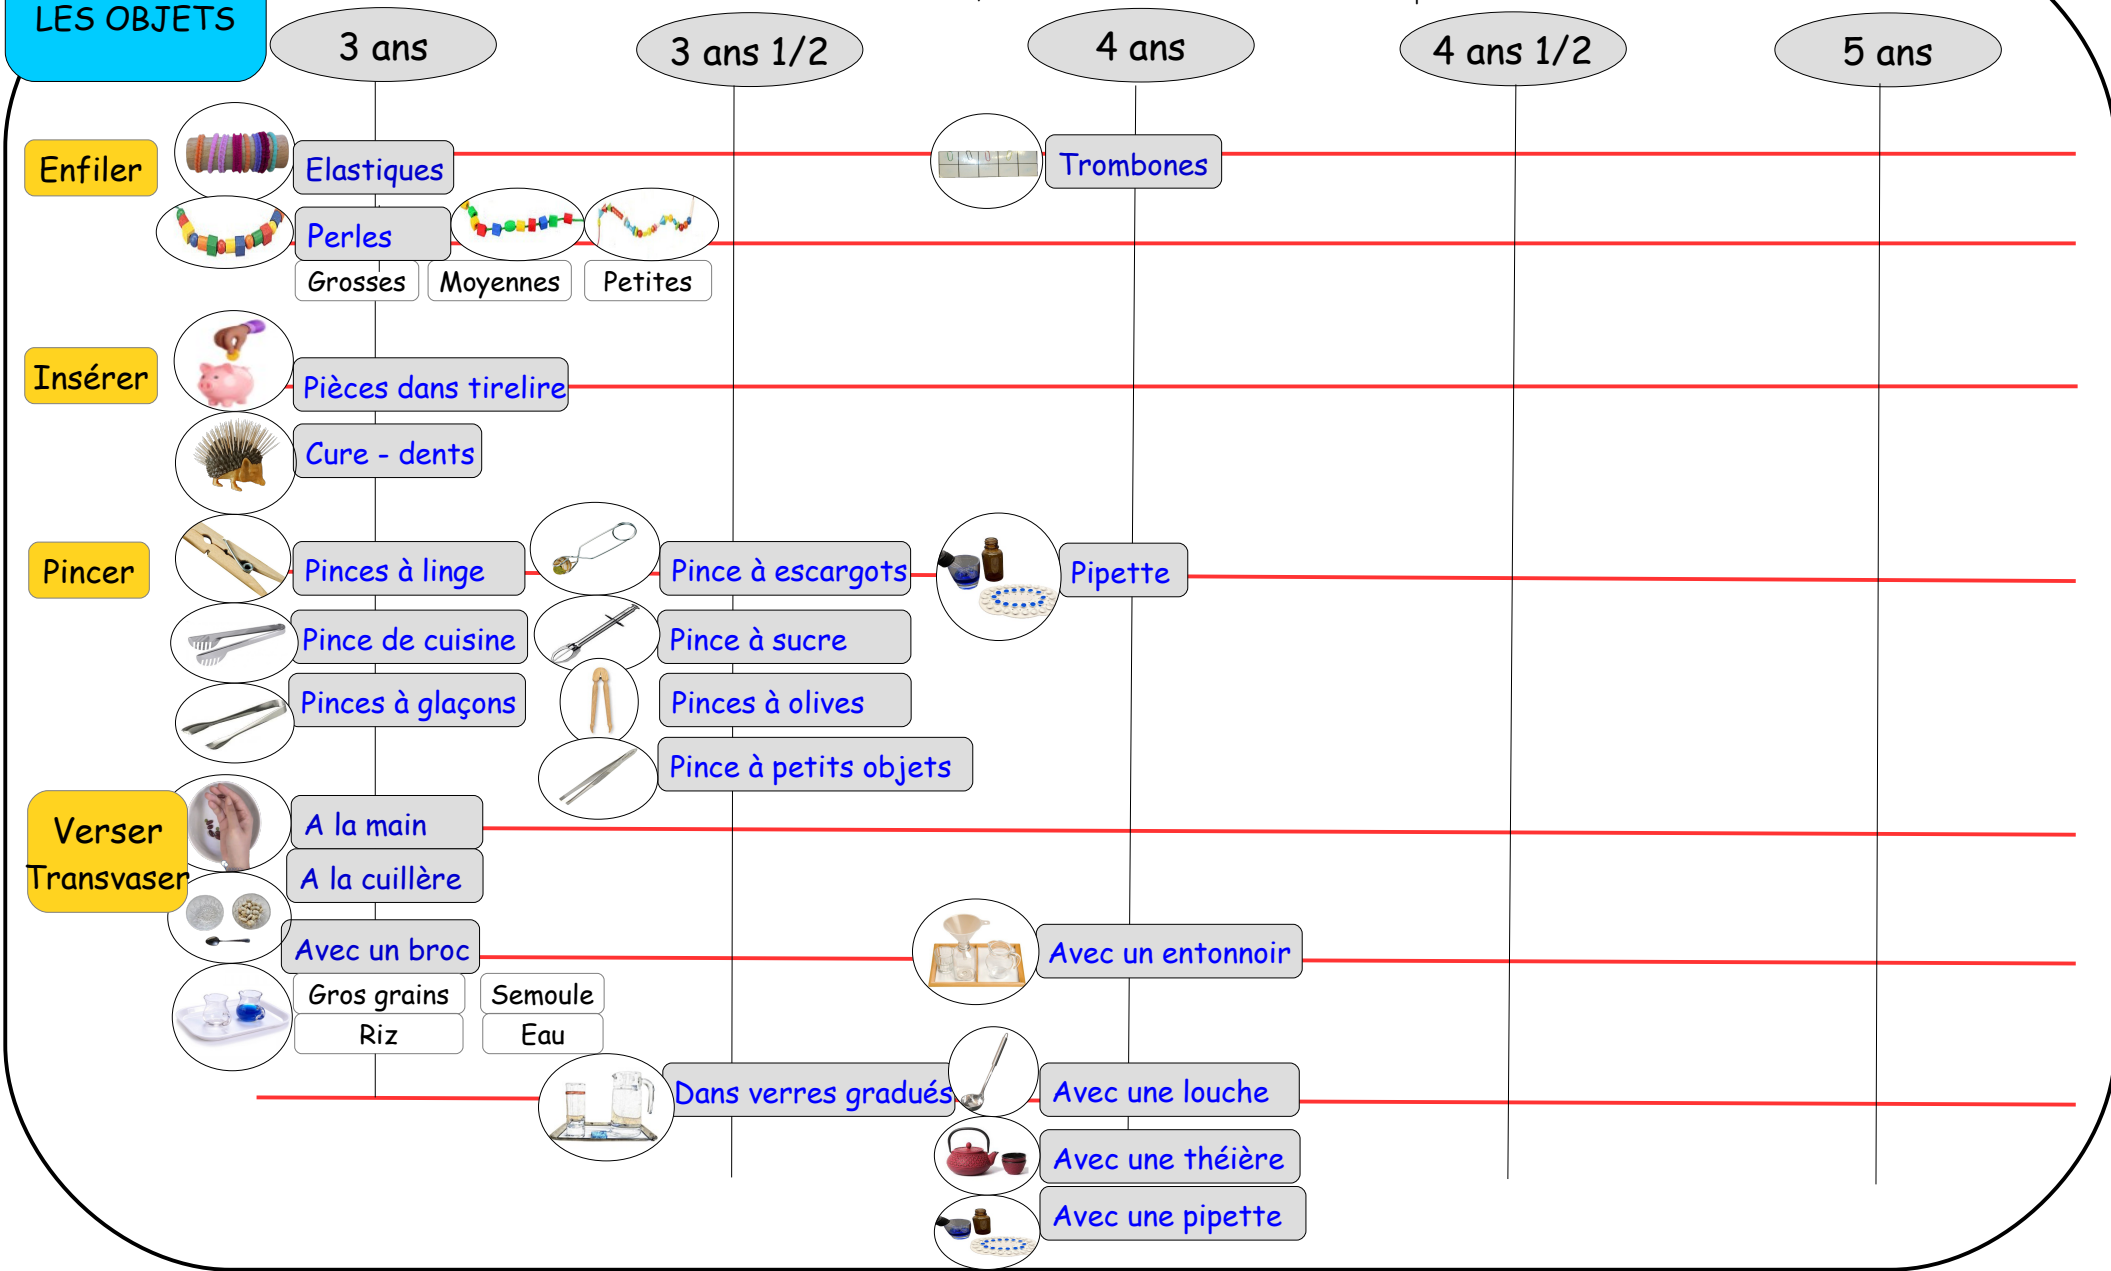 LES OBJETS
3 ans
3 ans 1/2
4 ans
4 ans 1/2
5 ans
Enfiler
Elastiques
Trombones
Perles
Grosses
Moyennes
Petites
Insérer
Pièces dans tirelire
Cure - dents
Pincer
Pinces à linge
Pince à escargots
Pipette
Pince de cuisine
Pince à sucre
Pinces à glaçons
Pinces à olives
Pince à petits objets
Verser
Transvaser
A la main
A la cuillère
Avec un broc
Avec un entonnoir
Gros grains
Semoule
Riz
Eau
Dans verres gradués
Avec une louche
Avec une théière
Avec une pipette